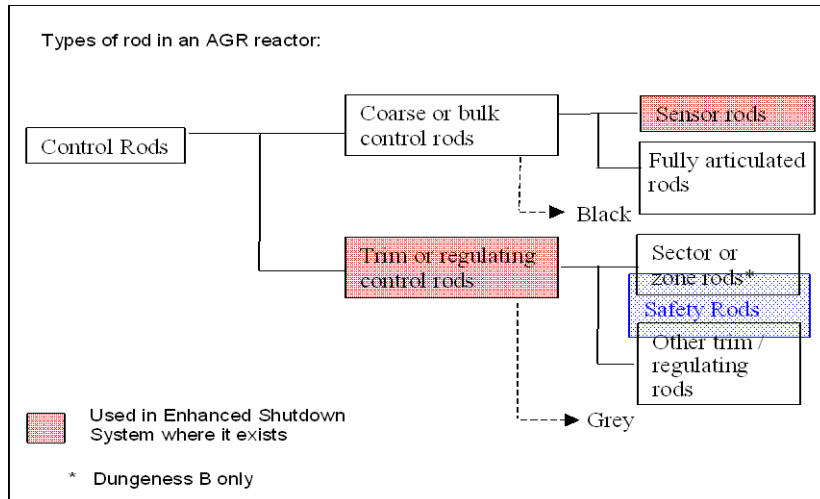 Types of rod in an AGR reactor:
Control Rods
Coarse or bulk
control rods
Sensor rods
Fully articulated
rods
Black
Trim or regulating
control rods
Sector or
zone rods*
Safety Rods
Other trim /
regulating
rods
Grey
Used in Enhanced Shutdown
System where it exists
* Dungeness B only